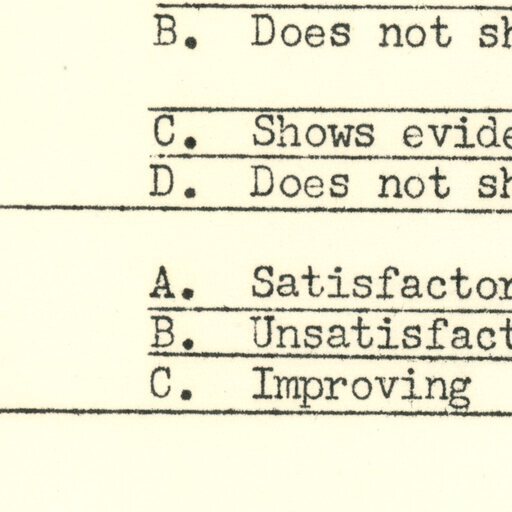 B. Does not sh
C. Shows evide
D. Does not sh
A. Satisfactor
B. Unsatisfact
C. Improving